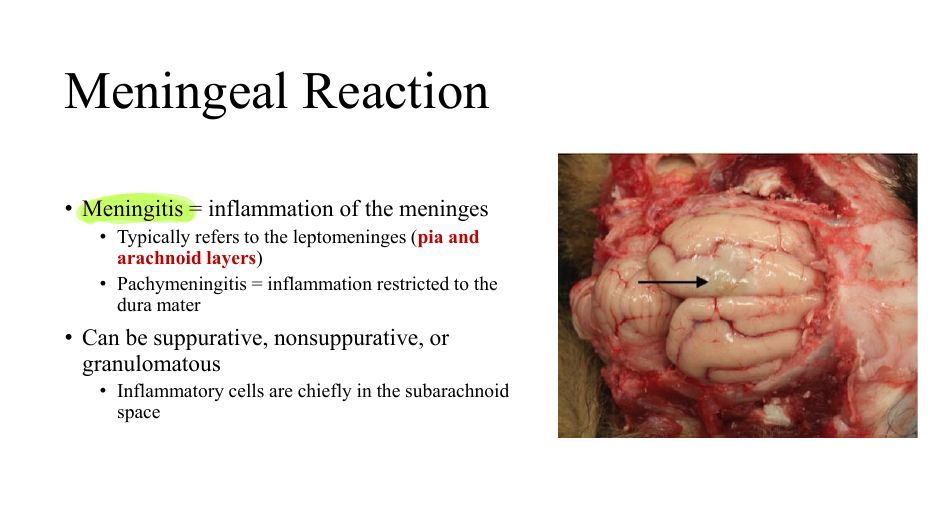 Meningeal Reaction
• Meningitis = inflammation of the meninges
• Typically refers to the leptomeninges (pia and
arachnoid layers)
• Pachymeningitis = inflammation restricted to the
dura mater
• Can be suppurative, nonsuppurative, or
granulomatous
• Inflammatory cells are chiefly in the subarachnoid
space